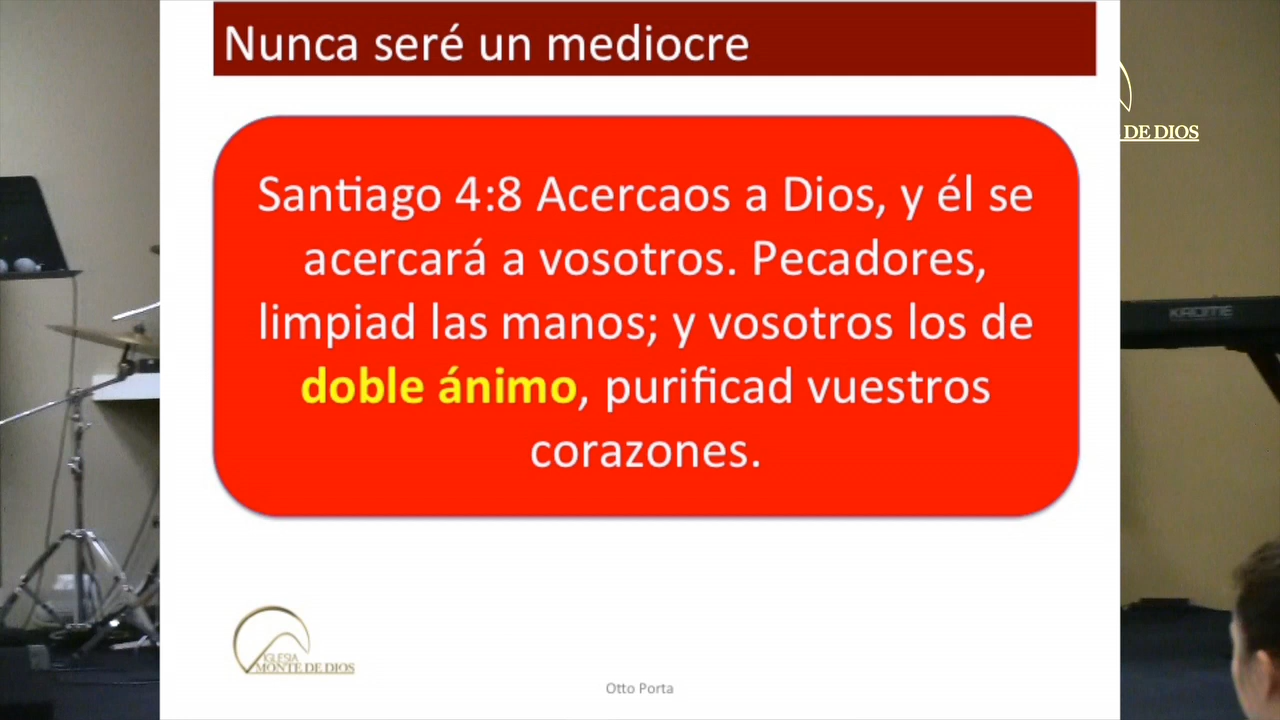 Nunca seré un mediocre
DE DIOS
Santiago 4:8 Acercaos a Dios, y él se
acercará a vosotros. Pecadores,
limpiad las manos; y vosotros los de
doble ánimo, purificad vuestros
corazones.
IGLESIA
MONTE DE DIOS
Otto Porta